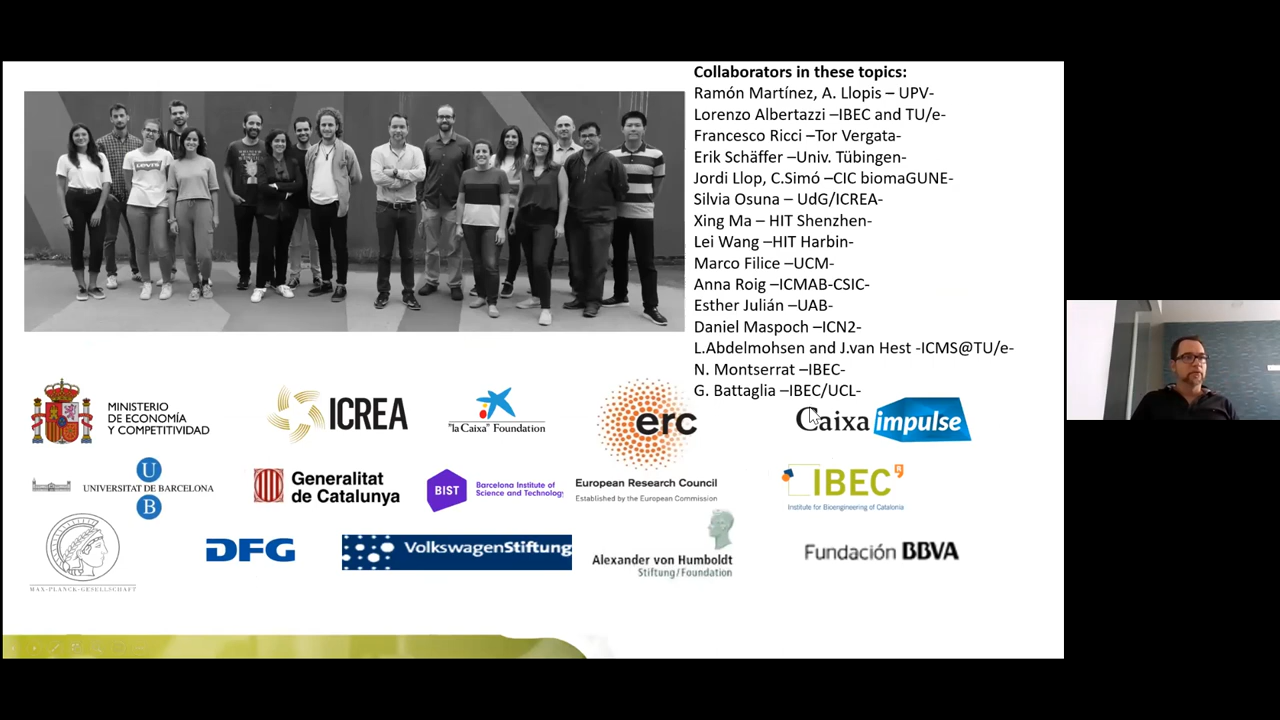 Collaborators in these topics:
Ramón Martínez, A. Llopis – UPV-
Lorenzo Albertazzi –IBEC and TU/e-
Francesco Ricci –Tor Vergata-
Erik Schäffer –Univ. Tübingen-
Jordi Llop, C.Simó –CIC biomaGUNE-
Silvia Osuna – UdG/ICREA-
Xing Ma – HIT Shenzhen-
Lei Wang –HIT Harbin-
Marco Filice –UCM-
Anna Roig –ICMAB-CSIC-
Esther Julián –UAB-
Daniel Maspoch –ICN2-
L.Abdelmohsen and J.van Hest -ICMS@TU/e-
N. Montserrat –IBEC-
G. Battaglia –IBEC/UCL-
LEVI'S
MINISTERIO
DE ECONOMÍA
Y COMPETITIVIDAD
ICREA
"la Caixa" Foundation
erc
European Research Council
Established by the European Commission
Caixa impulse
U
B
UNIVERSITAT DE BARCELONA
Generalitat
de Catalunya
BIST
Barcelona Institute of
Science and Technology
IBEC
Institute for Bioengineering of Catalonia
MAX-PLANCK-GESELLSCHAFT
DFG
VolkswagenStiftung
Alexander von Humboldt
Stiftung/Foundation
Fundación BBVA